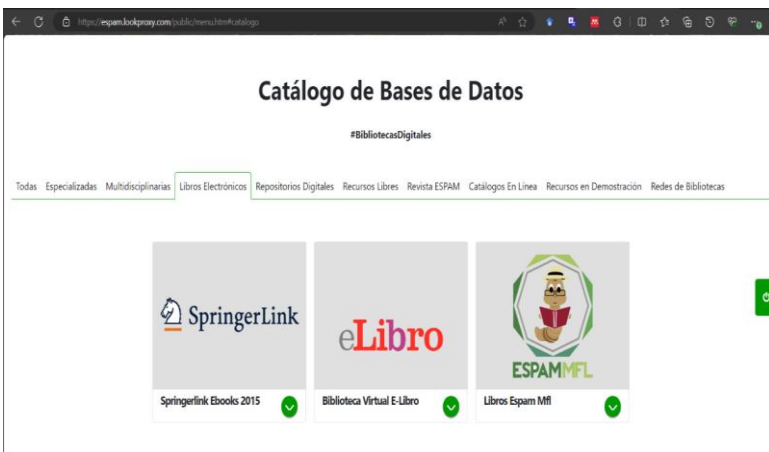 https://espam.lookproxy.com/public/menu.htm#catalogo
Catálogo de Bases de Datos
#BibliotecasDigitales
Todas Especializadas Multidisciplinarias Libros Electrónicos Repositorios Digitales Recursos Libres Revista ESPAM Catálogos En Linea Recursos en Demostración Redes de Bibliotecas
SpringerLink
eLibro
ESPAMMFL
Springerlink Ebooks 2015
Biblioteca Virtual E-Libro
Libros Espam Mfl